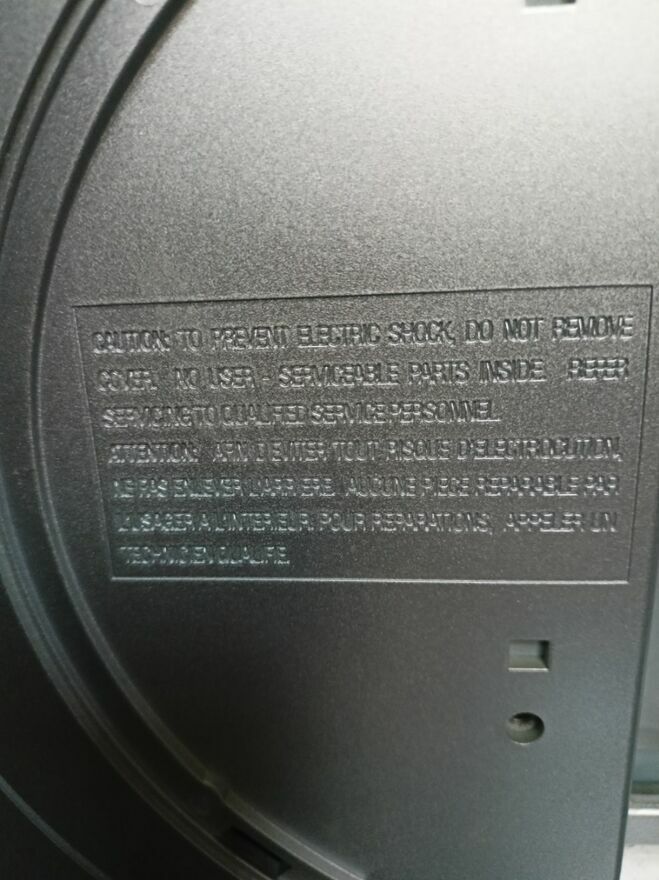 CAUTION: TO PREVENT ELECTRIC SHOCK, DO NOT REMOVE
COVER. NO USER - SERVICEABLE PARTS INSIDE. REFER
SERVICING TO QUALIFIED SERVICE PERSONNEL.
ATTENTION: AFIN D'EVITER TOUT RISQUE D'ELECTROCUTION,
NE PAS ENLEVER L'ARRIERE. AUCUNE PIECE REPARABLE PAR
L'USAGER A L'INTERIEUR. POUR REPARATIONS, APPELER UN
TECHNICIEN QUALIFIE.